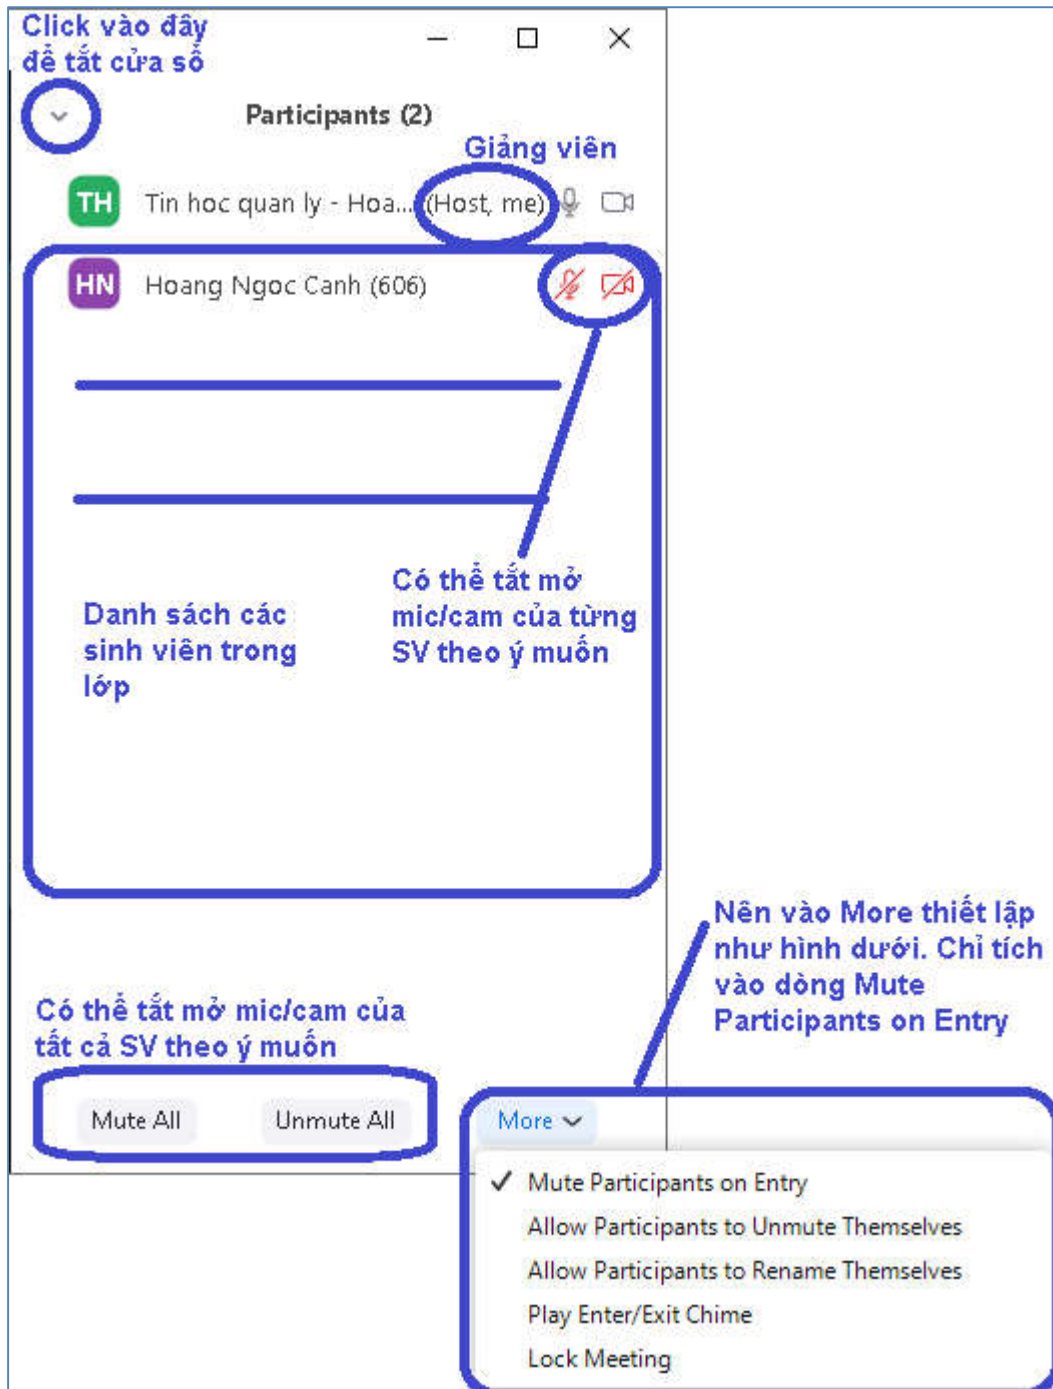 Click vào đây
để tắt cửa sổ
Participants (2)
Giảng viên
TH Tin hoc quan ly - Hoa... (Host, me)
HN Hoang Ngoc Canh (606)
Có thể tắt mở
mic/cam của từng
SV theo ý muốn
Danh sách các
sinh viên trong
lớp
Nên vào More thiết lập
như hình dưới. Chỉ tích
vào dòng Mute
Participants on Entry
Có thể tắt mở mic/cam của
tất cả SV theo ý muốn
Mute All Unmute All More
Mute Participants on Entry
Allow Participants to Unmute Themselves
Allow Participants to Rename Themselves
Play Enter/Exit Chime
Lock Meeting